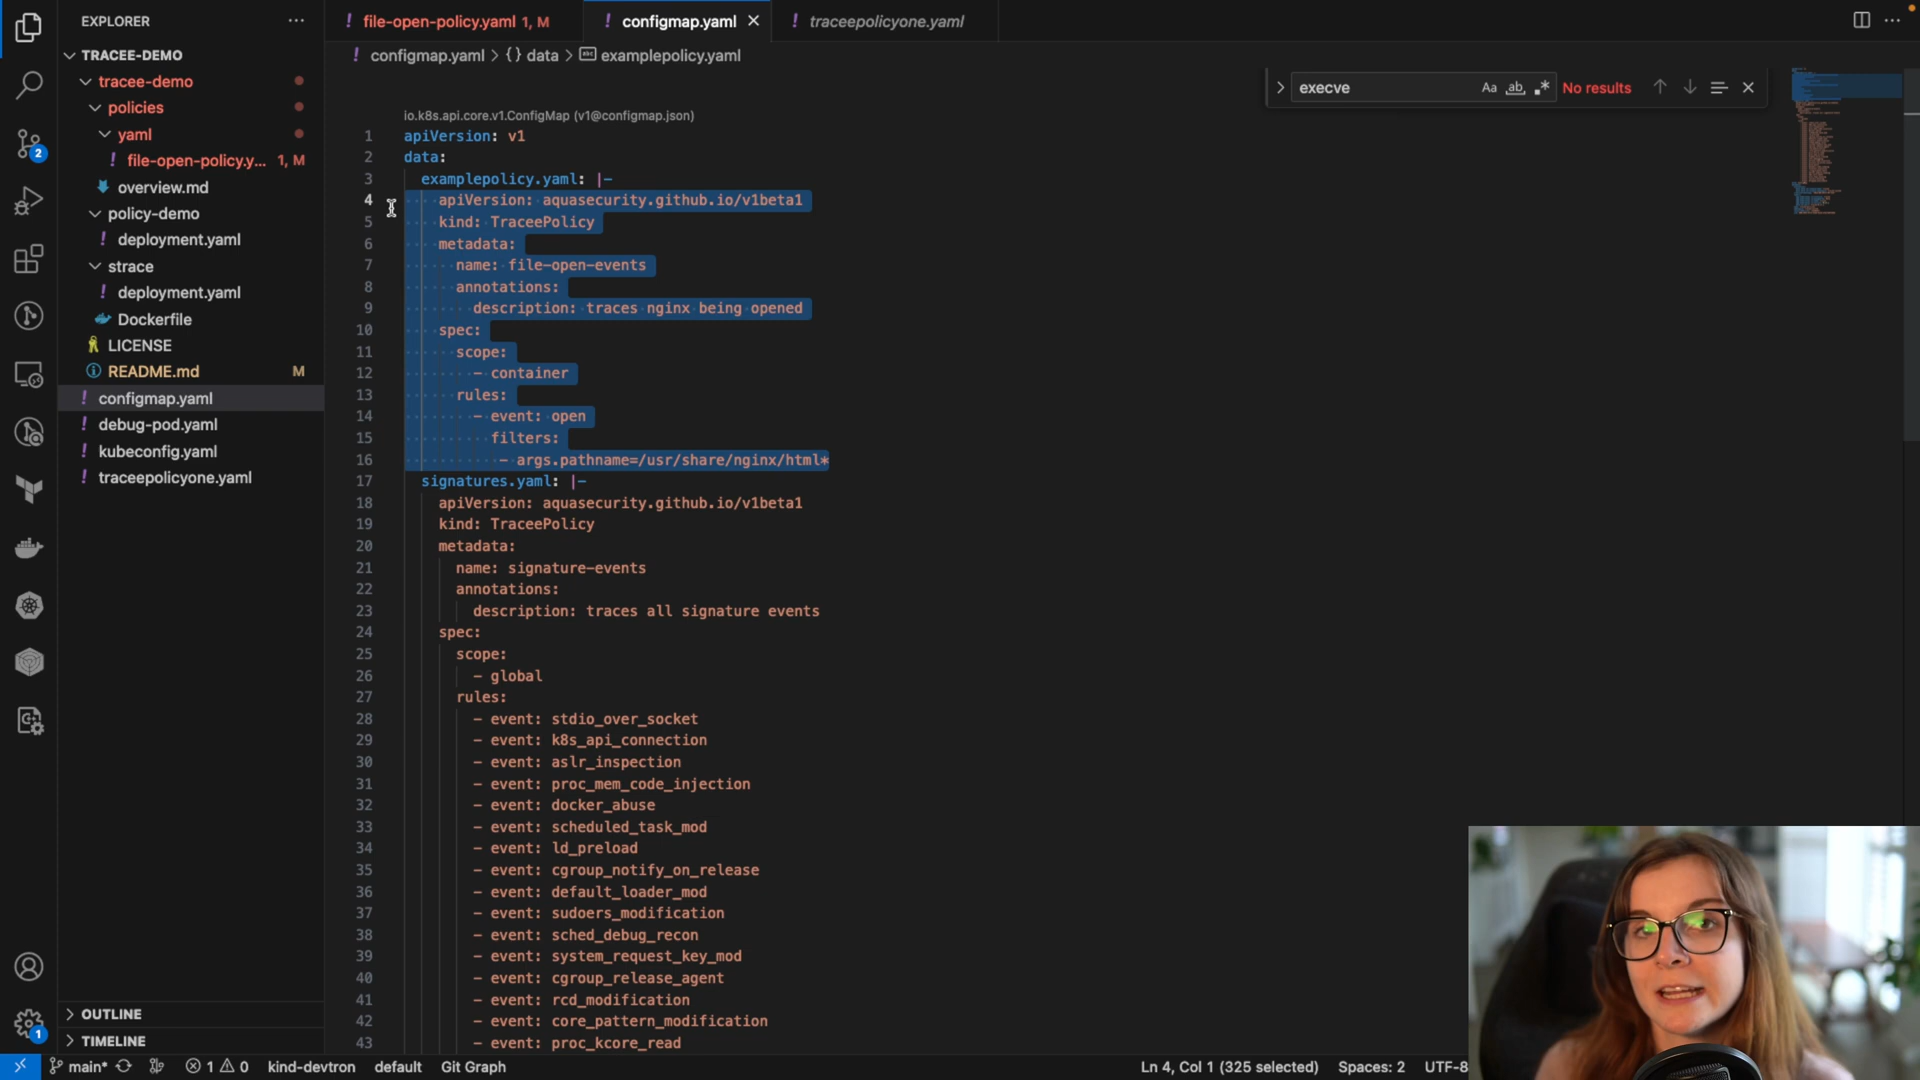 EXPLORER
TRACEE-DEMO
tracee-demo
policies
yaml
file-open-policy.y... 1, M
overview.md
policy-demo
deployment.yaml
strace
deployment.yaml
Dockerfile
LICENSE
README.md M
configmap.yaml
debug-pod.yaml
kubeconfig.yaml
traceepolicyone.yaml
OUTLINE
TIMELINE
2
1
! file-open-policy.yaml 1, M
! configmap.yaml
! traceepolicyone.yaml
! configmap.yaml > {} data > examplepolicy.yaml
execve Aa ab No results
io.k8s.api.core.v1.ConfigMap (v1@configmap.json)
1 apiVersion: v1
2 data:
3 examplepolicy.yaml: |-
4 apiVersion: aquasecurity.github.io/v1beta1
5 kind: TraceePolicy
6 metadata:
7 name: file-open-events
8 annotations:
9 description: traces nginx being opened
10 spec:
11 scope:
12 - container
13 rules:
14 - event: open
15 filters:
16 - args.pathname=/usr/share/nginx/html*
17 signatures.yaml: |-
18 apiVersion: aquasecurity.github.io/v1beta1
19 kind: TraceePolicy
20 metadata:
21 name: signature-events
22 annotations:
23 description: traces all signature events
24 spec:
25 scope:
26 - global
27 rules:
28 - event: stdio_over_socket
29 - event: k8s_api_connection
30 - event: aslr_inspection
31 - event: proc_mem_code_injection
32 - event: docker_abuse
33 - event: scheduled_task_mod
34 - event: ld_preload
35 - event: cgroup_notify_on_release
36 - event: default_loader_mod
37 - event: sudoers_modification
38 - event: sched_debug_recon
39 - event: system_request_key_mod
40 - event: cgroup_release_agent
41 - event: rcd_modification
42 - event: core_pattern_modification
43 - event: proc_kcore_read
main* 1 0 kind-devtron default Git Graph
Ln 4, Col 1 (325 selected) Spaces: 2 UTF-8